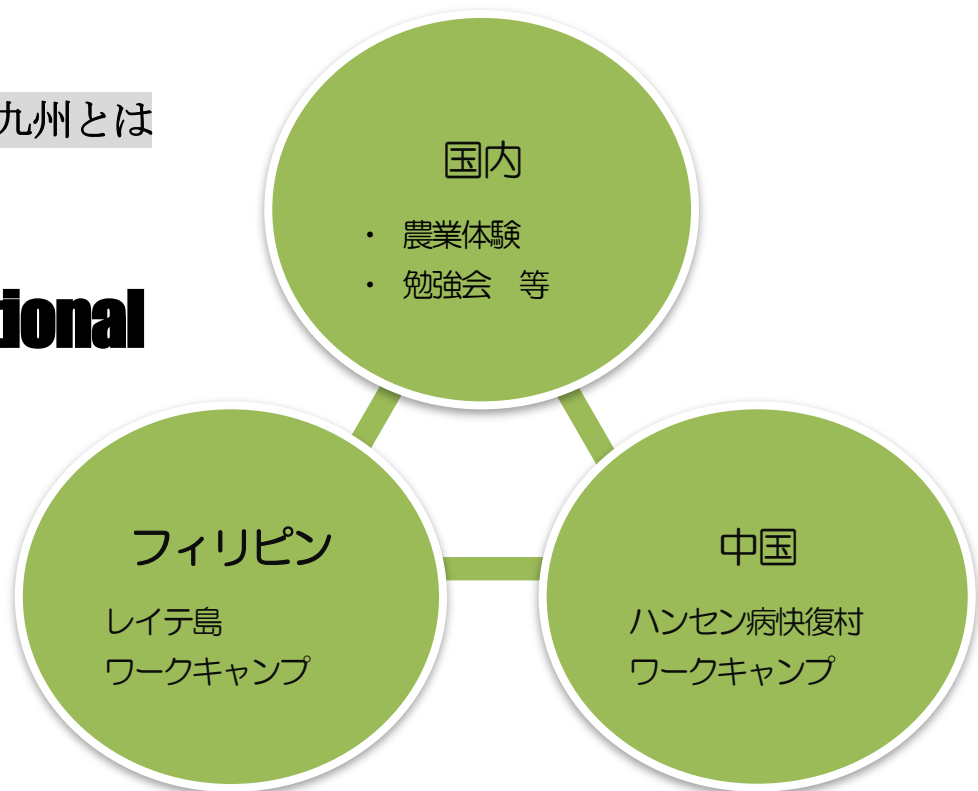 九州とは
tional
国内
・ 農業体験
・ 勉強会　等
フィリピン
レイテ島
ワークキャンプ
中国
ハンセン病快復村
ワークキャンプ